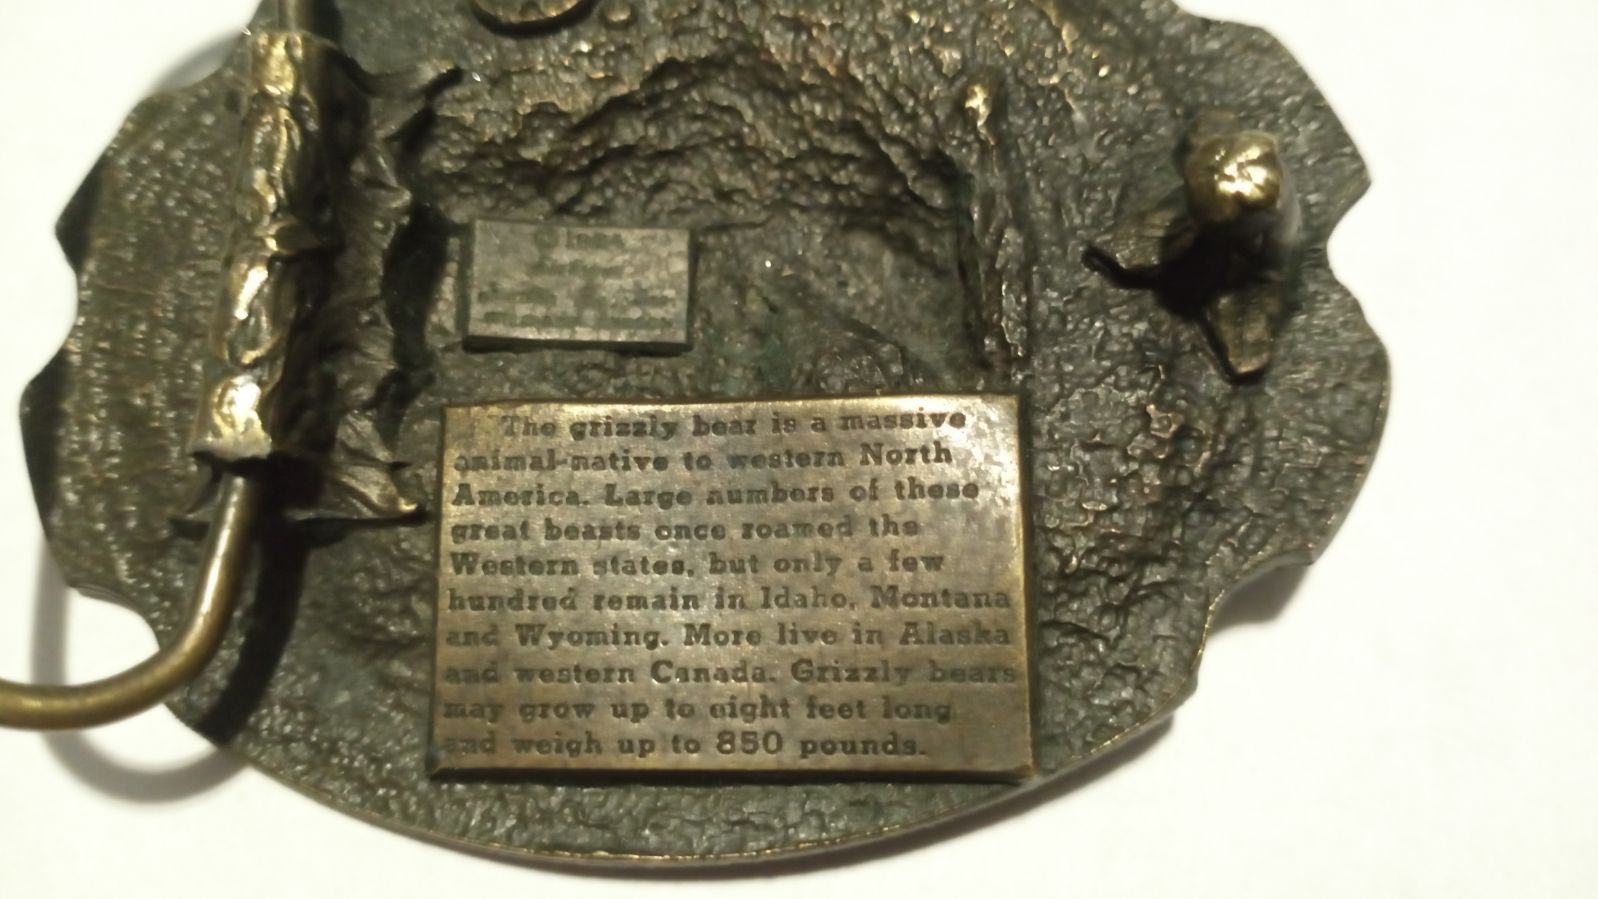 The grizzly bear is a massive
animal-native to western North
America. Large numbers of these
great beasts once roamed the
Western states, but only a few
hundred remain in Idaho, Montana
and Wyoming. More live in Alaska
and western Canada. Grizzly bears
may grow up to eight feet long
and weigh up to 850 pounds.